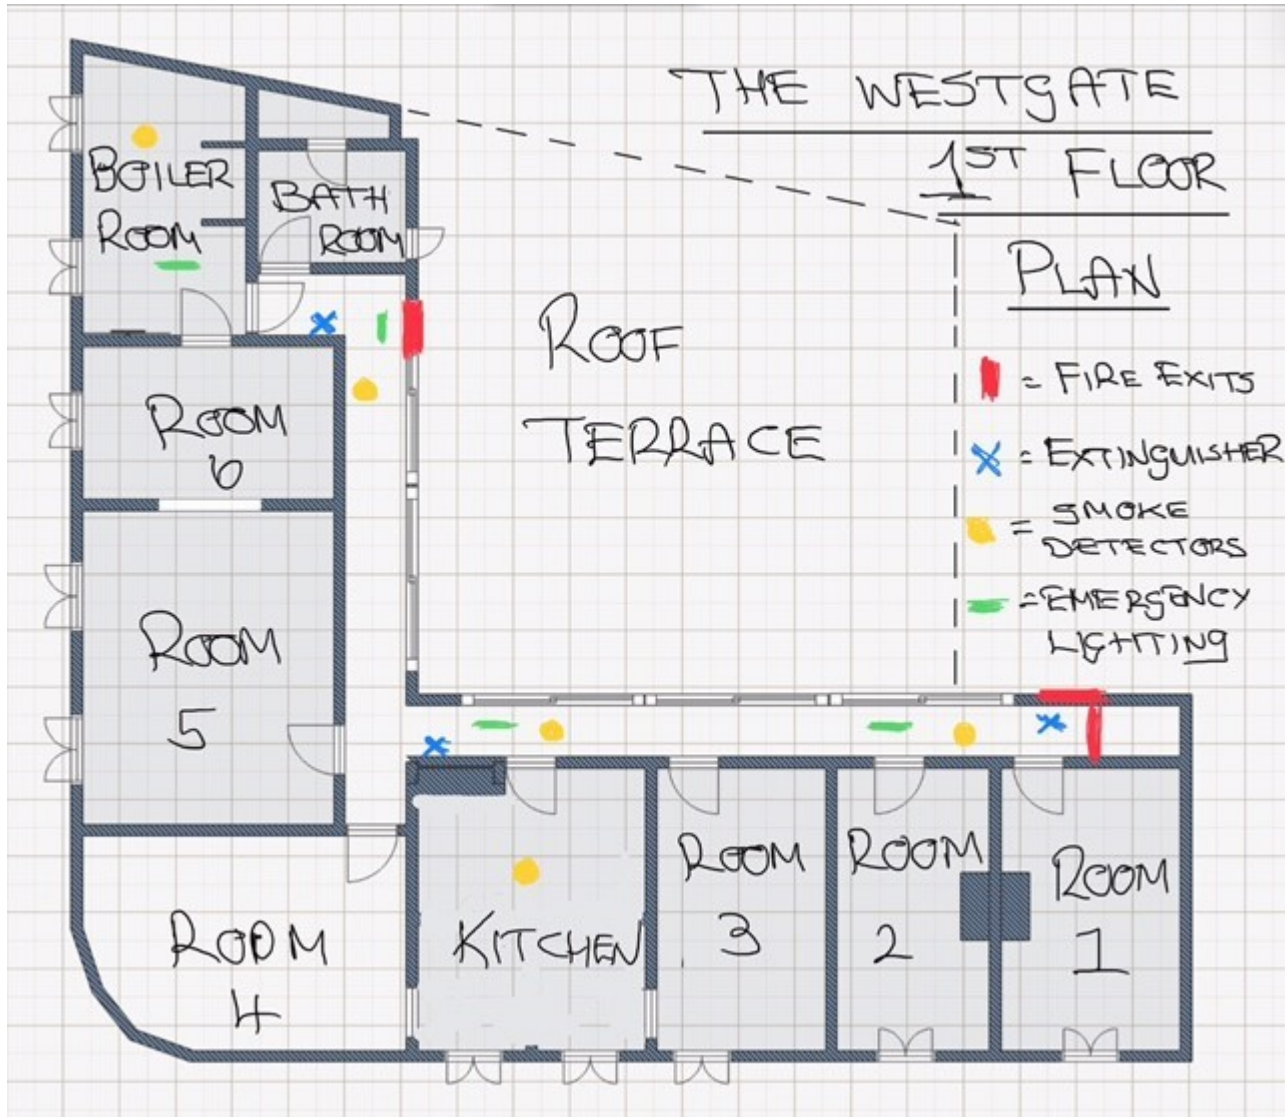 THE WESTGATE
1ST FLOOR
PLAN
BOILER
ROOM
BATH
ROOM
ROOF
TERRACE
= FIRE EXITS
= EXTINGUISHER
= SMOKE
DETECTORS
= EMERGENCY
LIGHTING
ROOM
6
ROOM
5
ROOM
4
KITCHEN
ROOM
3
ROOM
2
ROOM
1